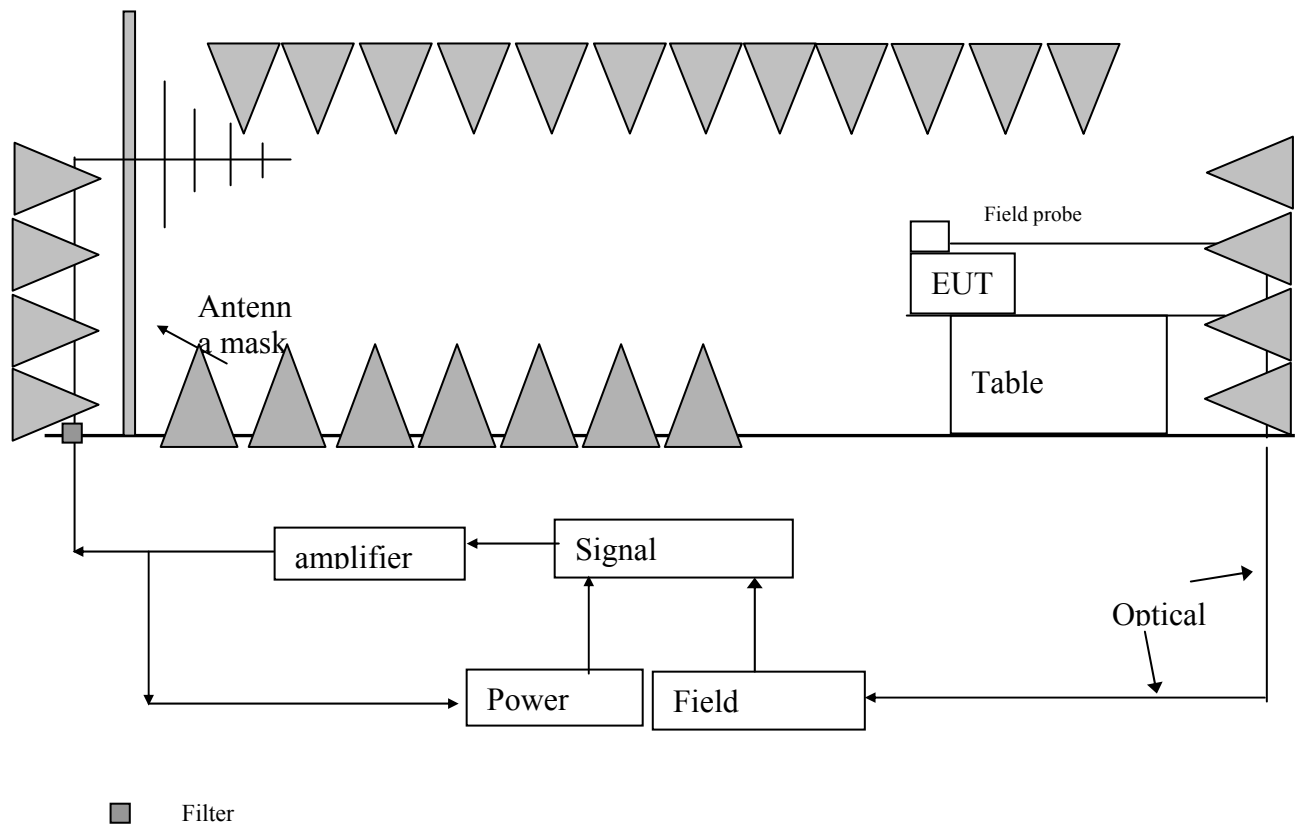 Field probe
EUT
Antenn
a mask
Table
amplifier
Signal
Optical
Power
Field
Filter